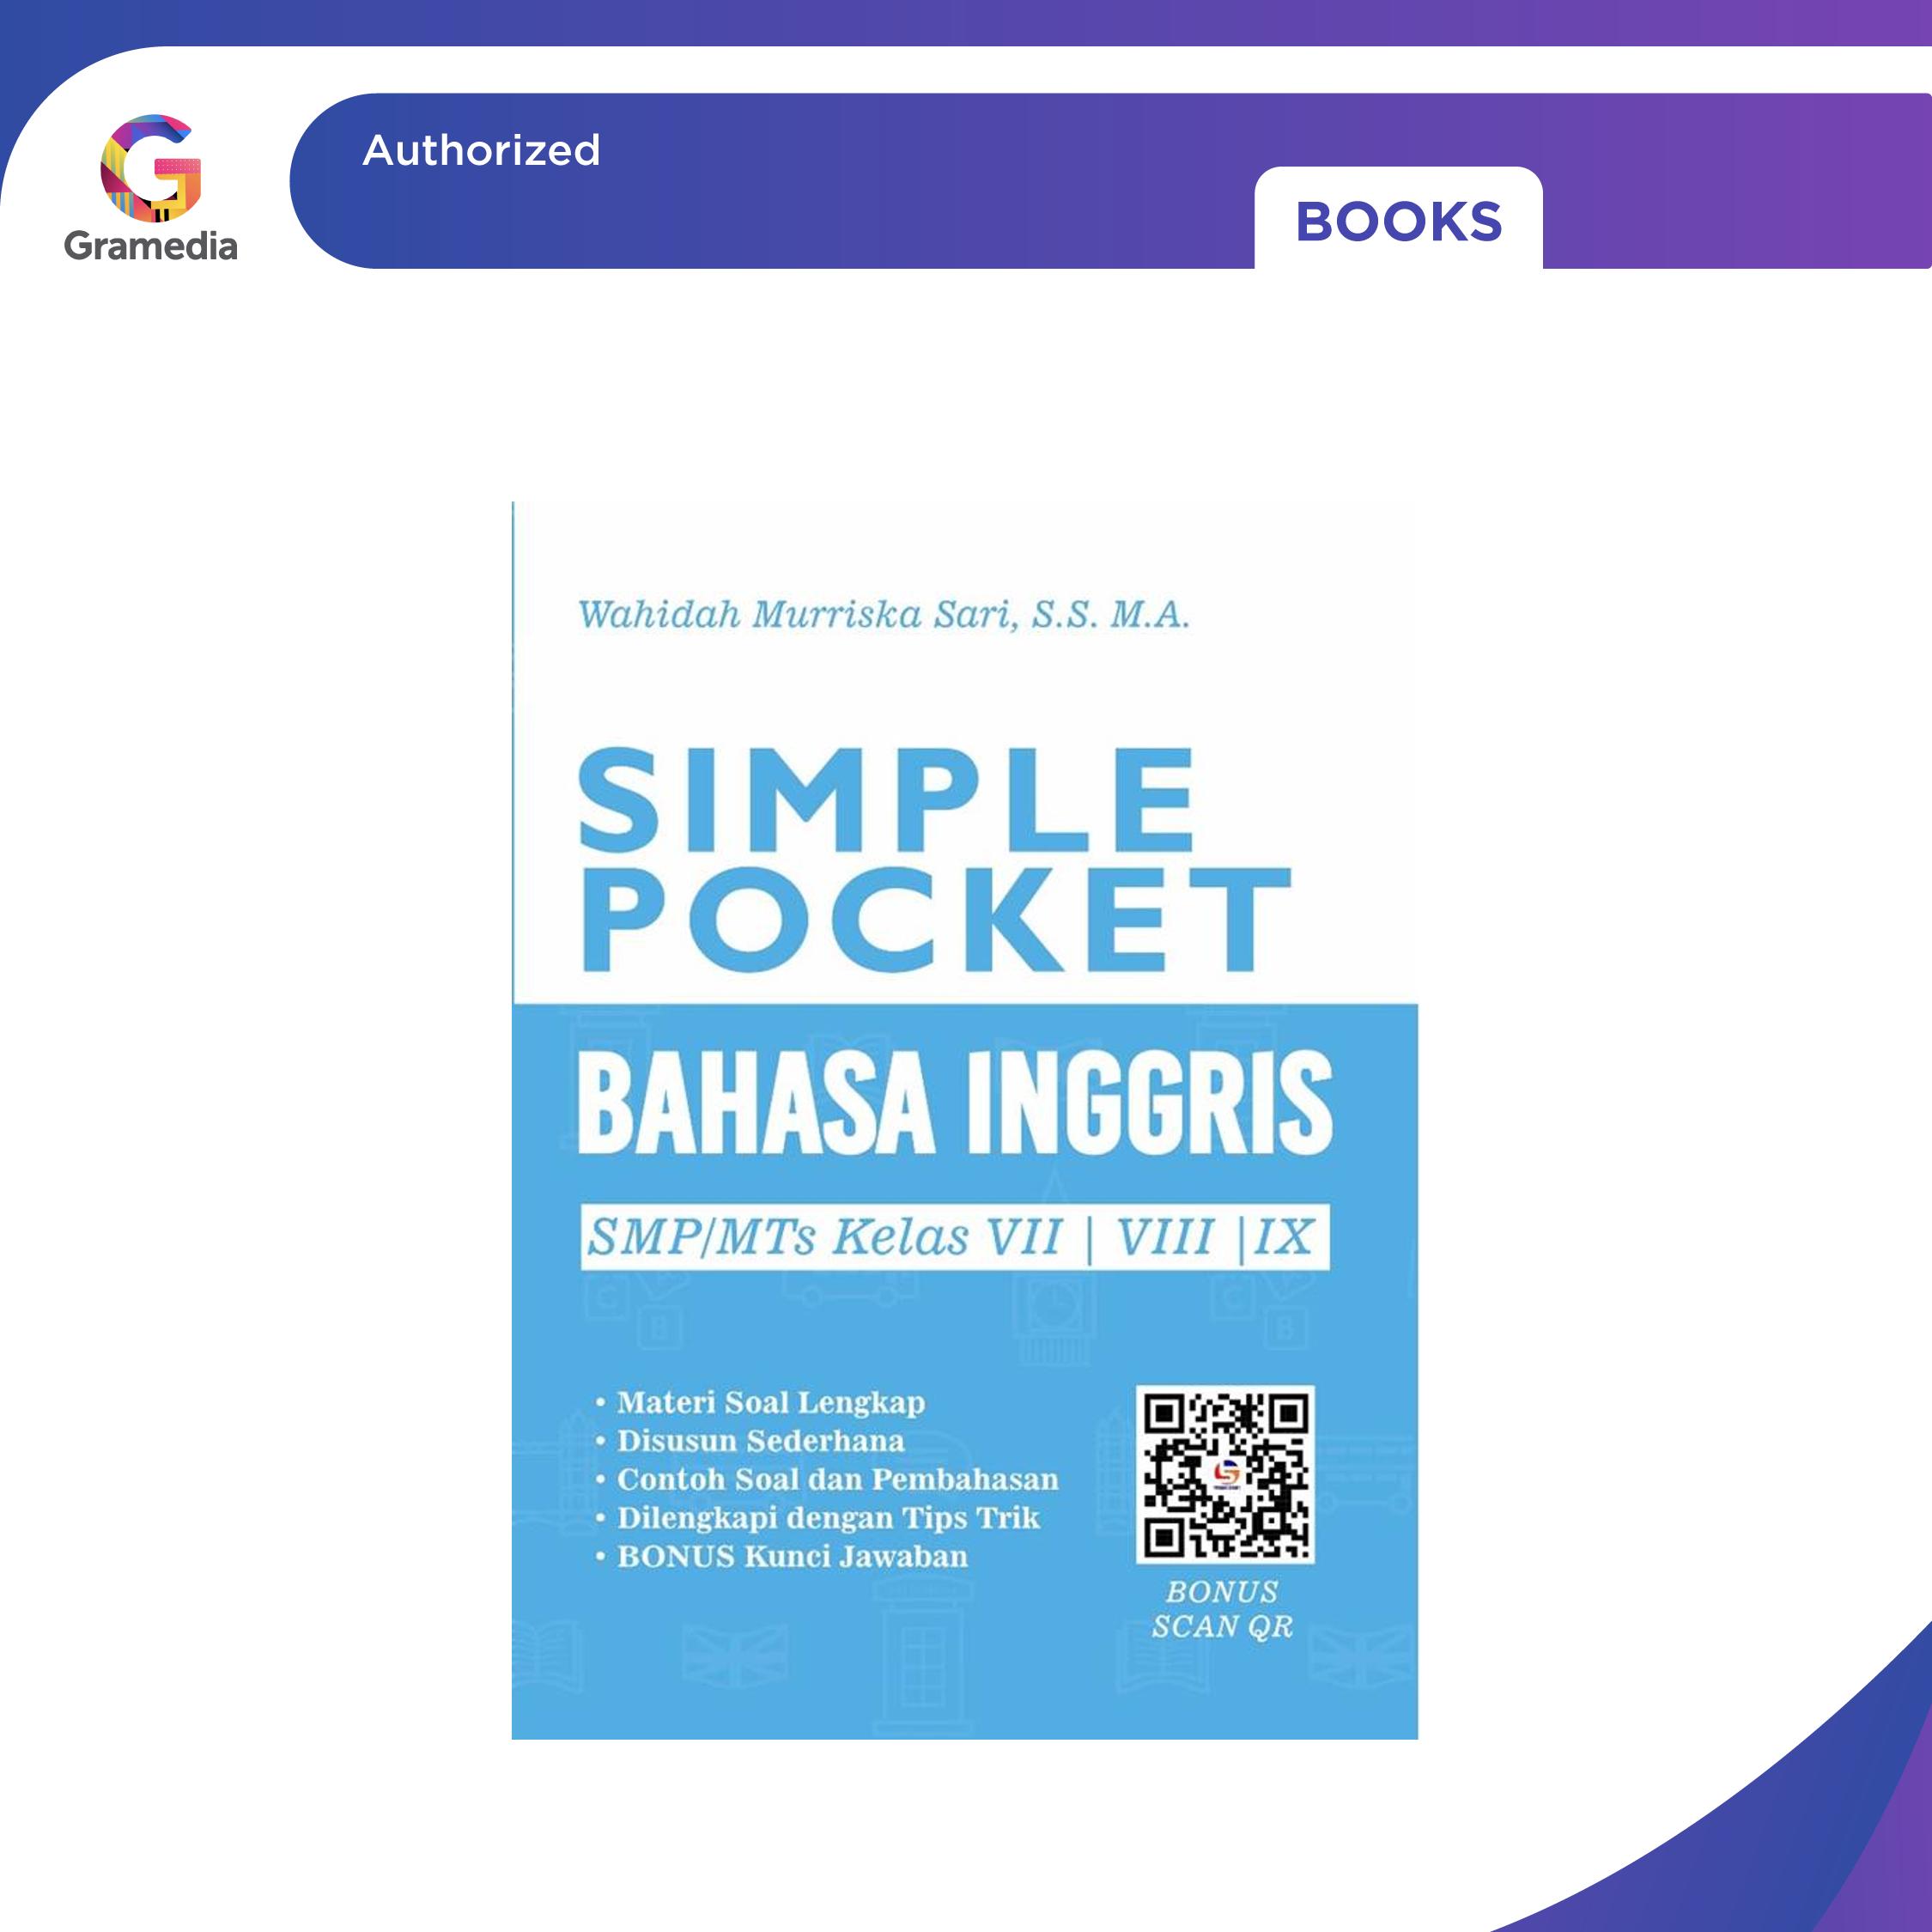 Authorized
Gramedia
BOOKS
Wahidah Murriska Sari, S.S. M.A.
SIMPLE
POCKET
BAHASA INGGRIS
SMP/MTs Kelas VII | VIII |IX
• Materi Soal Lengkap
• Disusun Sederhana
• Contoh Soal dan Pembahasan
• Dilengkapi dengan Tips Trik
• BONUS Kunci Jawaban
BONUS
SCAN QR